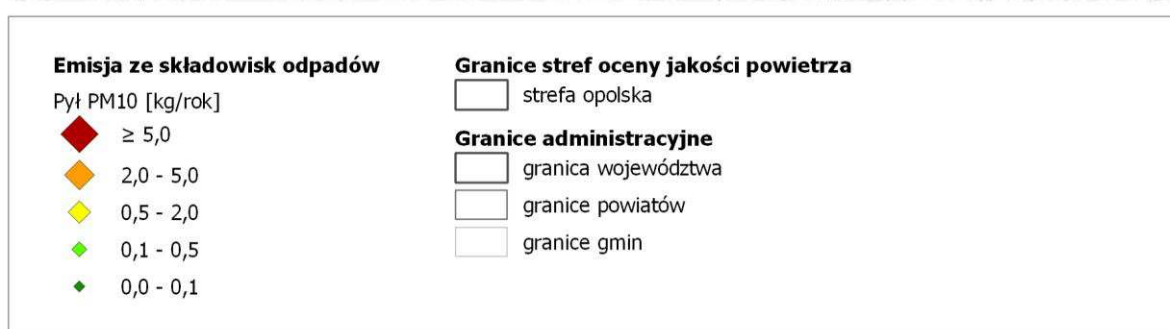 Emisja ze składowisk odpadów
Pył PM10 [kg/rok]
≥ 5,0
2,0 - 5,0
0,5 - 2,0
0,1 - 0,5
0,0 - 0,1
Granice stref oceny jakości powietrza
strefa opolska
Granice administracyjne
granica województwa
granice powiatów
granice gmin